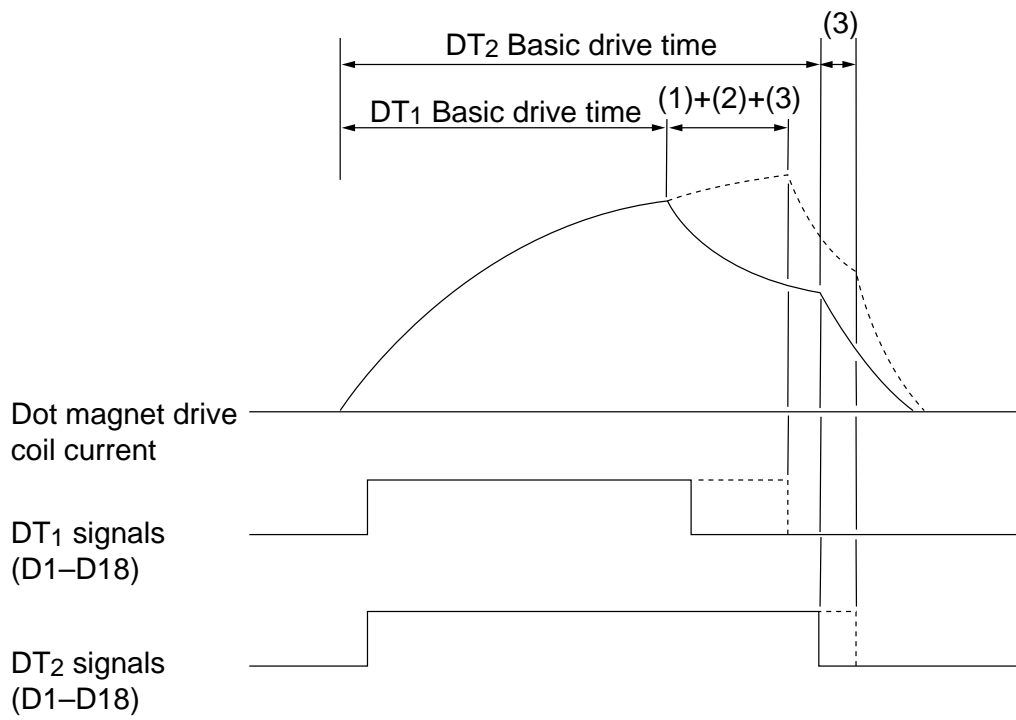 (3)
DT2 Basic drive time
DT1 Basic drive time
(1)+(2)+(3)
Dot magnet drive
coil current
DT1 signals
(D1–D18)
DT2 signals
(D1–D18)